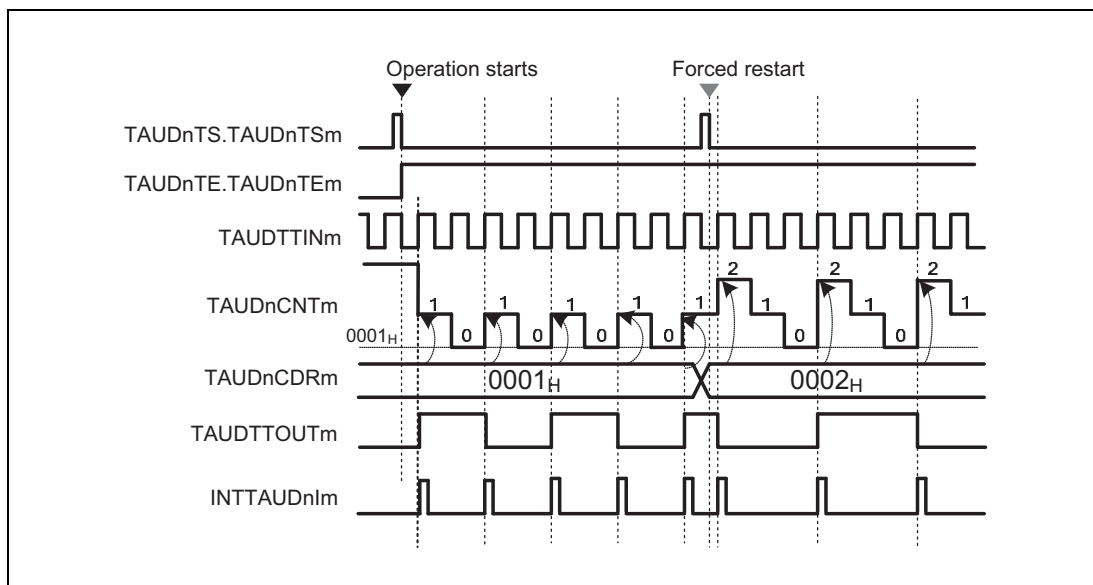 Operation starts Forced restart
TAUDnTS.TAUDnTSm
TAUDnTE.TAUDnTEm
TAUDTTINm
2 2 2
TAUDnCNTm 1 1 1 1 1 1 1 1
0001H 0 0 0 0 0 0
TAUDnCDRm 0001H 0002H
TAUDTTOUTm
INTTAUDnIm